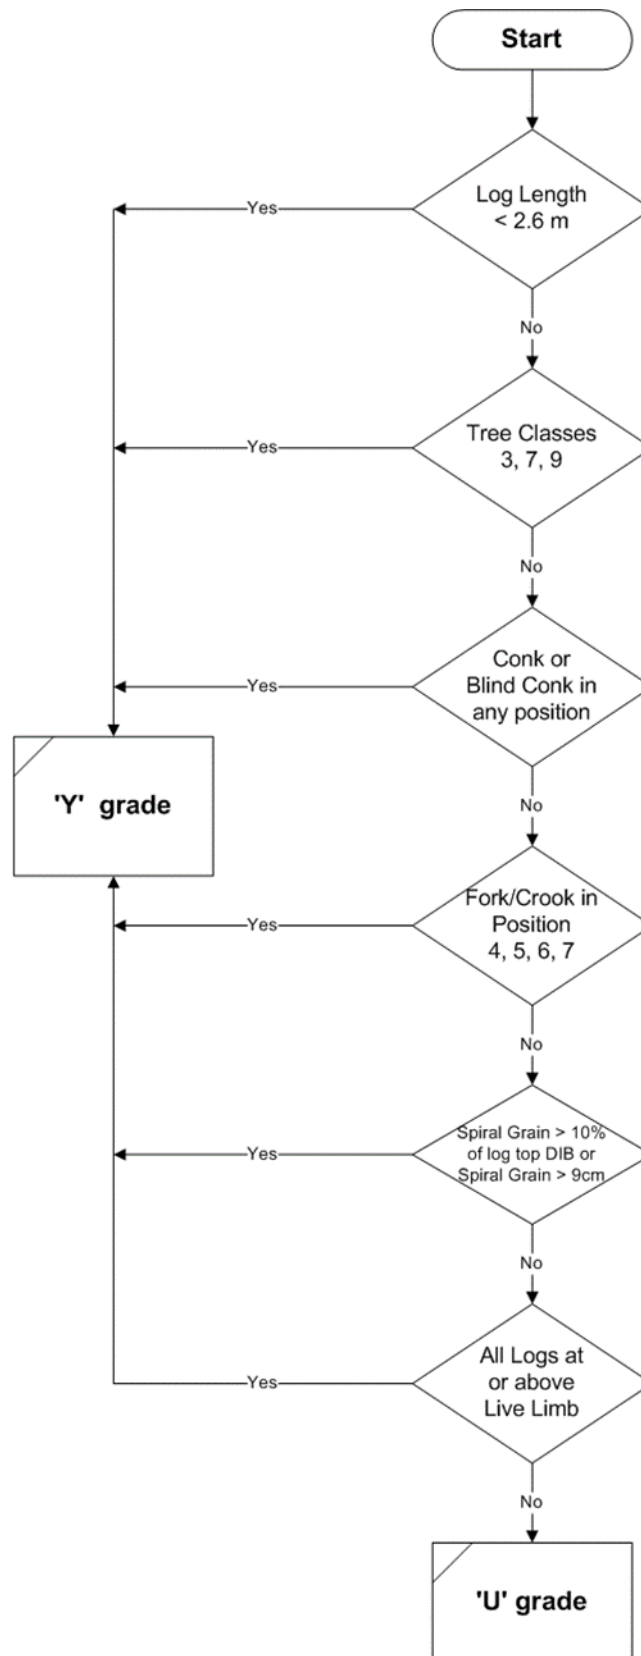 Start
Log Length
< 2.6 m
Yes
No
Tree Classes
3, 7, 9
Yes
No
Conk or
Blind Conk in
any position
Yes
No
'Y' grade
Fork/Crook in
Position
4, 5, 6, 7
Yes
No
Spiral Grain > 10%
of log top DIB or
Spiral Grain > 9cm
Yes
No
All Logs at
or above
Live Limb
Yes
No
'U' grade